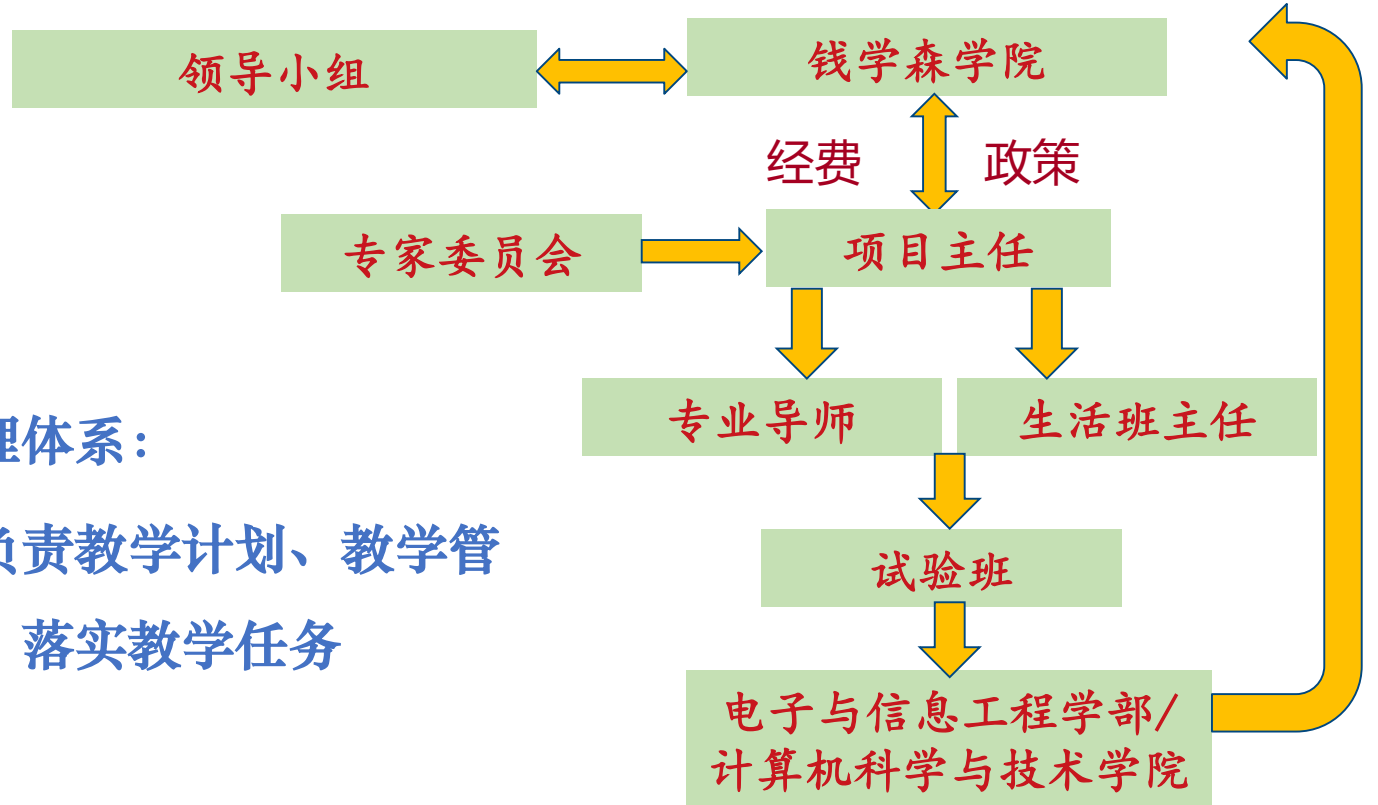 领导小组
钱学森学院
经费
政策
专家委员会
项目主任
专业导师
生活班主任
理体系：
负责教学计划、教学管
试验班
落实教学任务
电子与信息工程学部/
计算机科学与技术学院